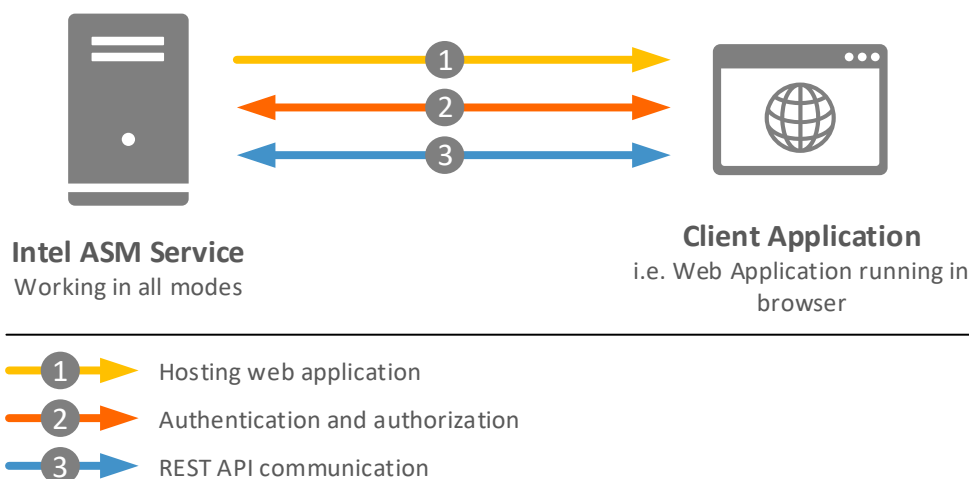 1
2
3
Intel ASM Service
Working in all modes
Client Application
i.e. Web Application running in
browser
1 Hosting web application
2 Authentication and authorization
3 REST API communication